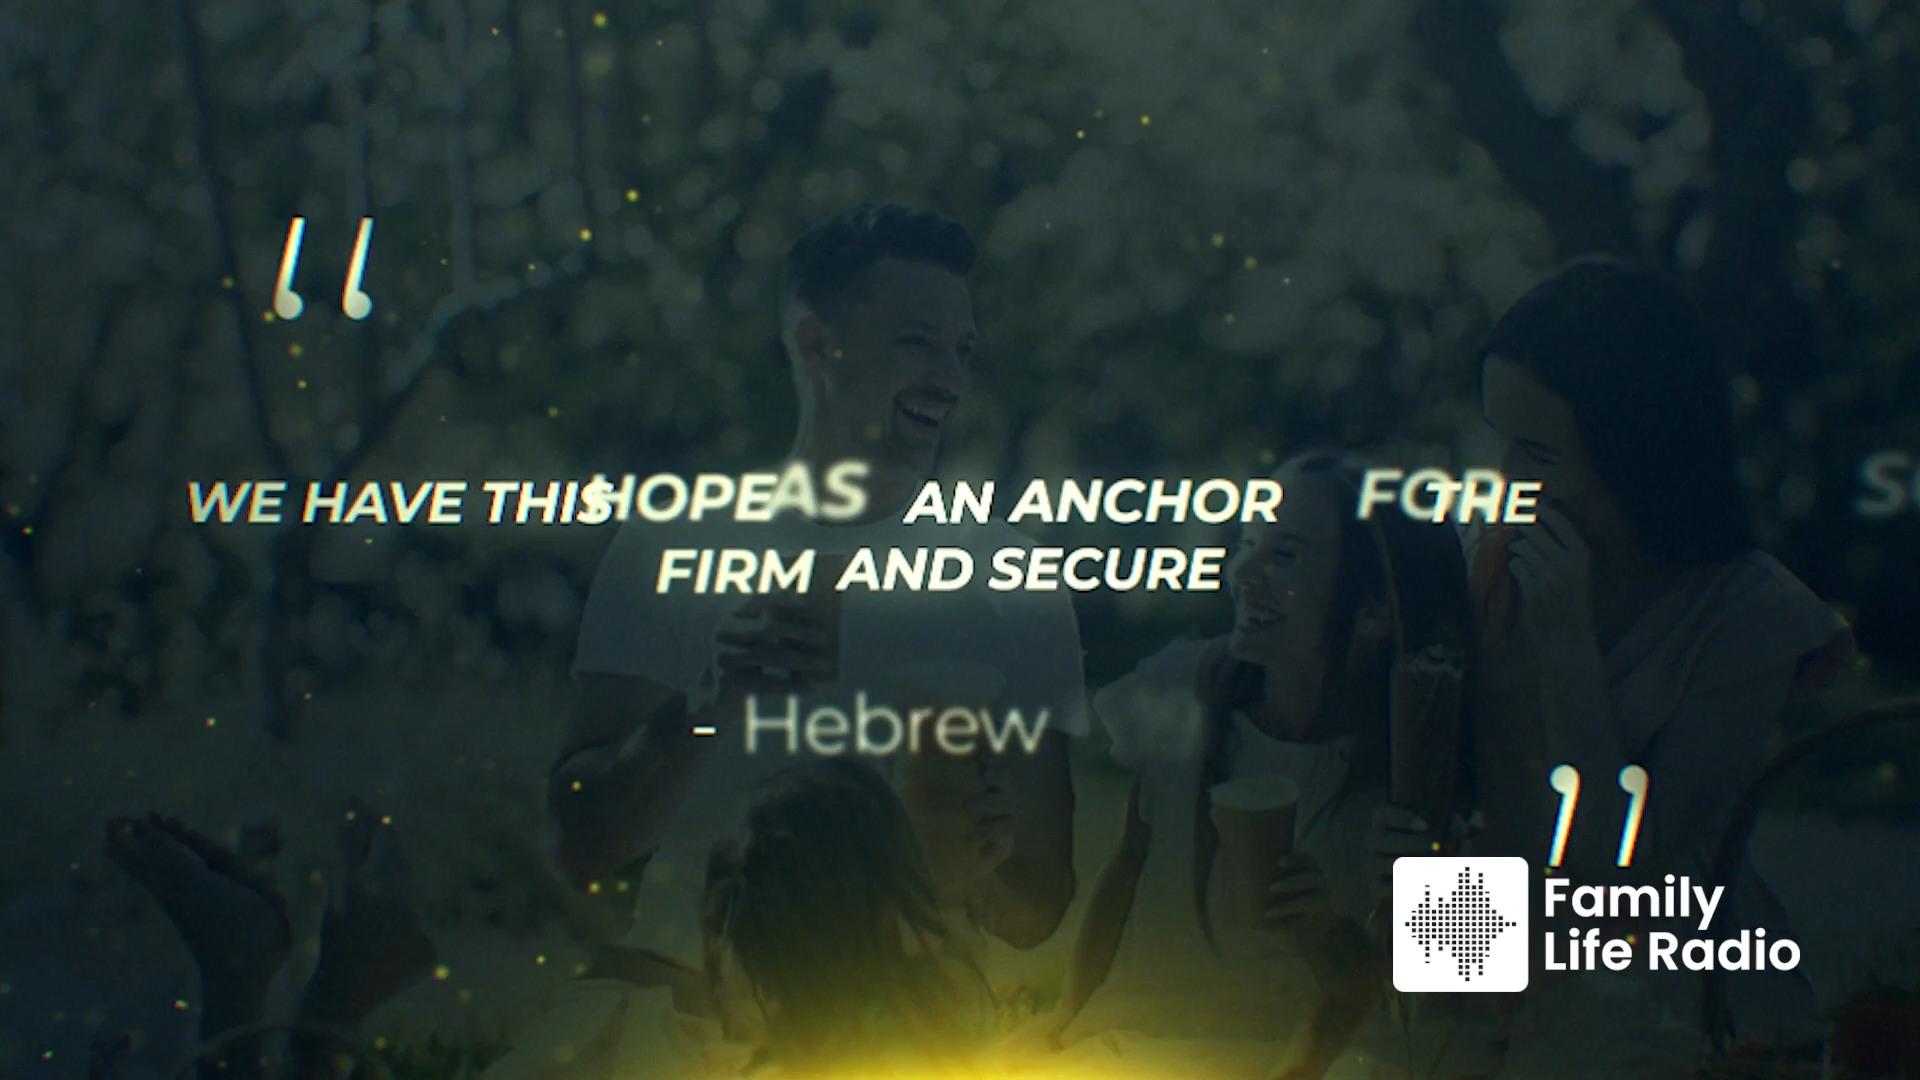 “
WE HAVE THIS HOPE AS AN ANCHOR FOR THE
FIRM AND SECURE
- Hebrew
”
Family
Life Radio